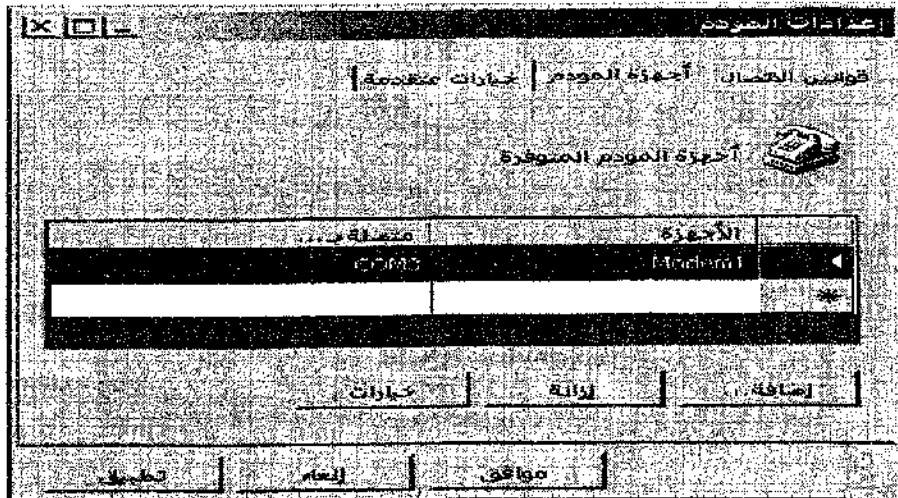 إعدادات المودم
قوانين الاتصال أجهزة المودم خيارات متقدمة
أجهزة المودم المتوفرة
الأجهزة متصلة ب...
Modem1 COM3
إضافة... إزالة خيارات
موافق إلغاء تطبيق